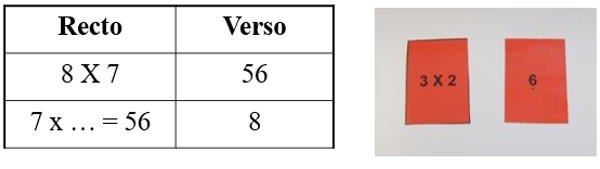 Recto Verso
8 X 7 56
7 x … = 56 8
3 X 2 6